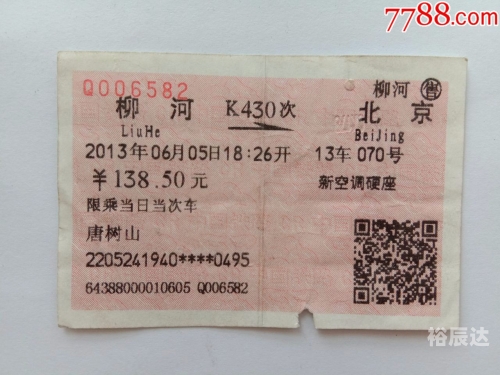 7788.com
Q006582
柳河 售
柳河 K430次 北京
LiuHe BeiJing
2013年06月05日18:26开 13车 070号
￥138.50元 新空调硬座
限乘当日当次车
唐树山
2205241940****0495
64388000010605 Q006582
裕辰达